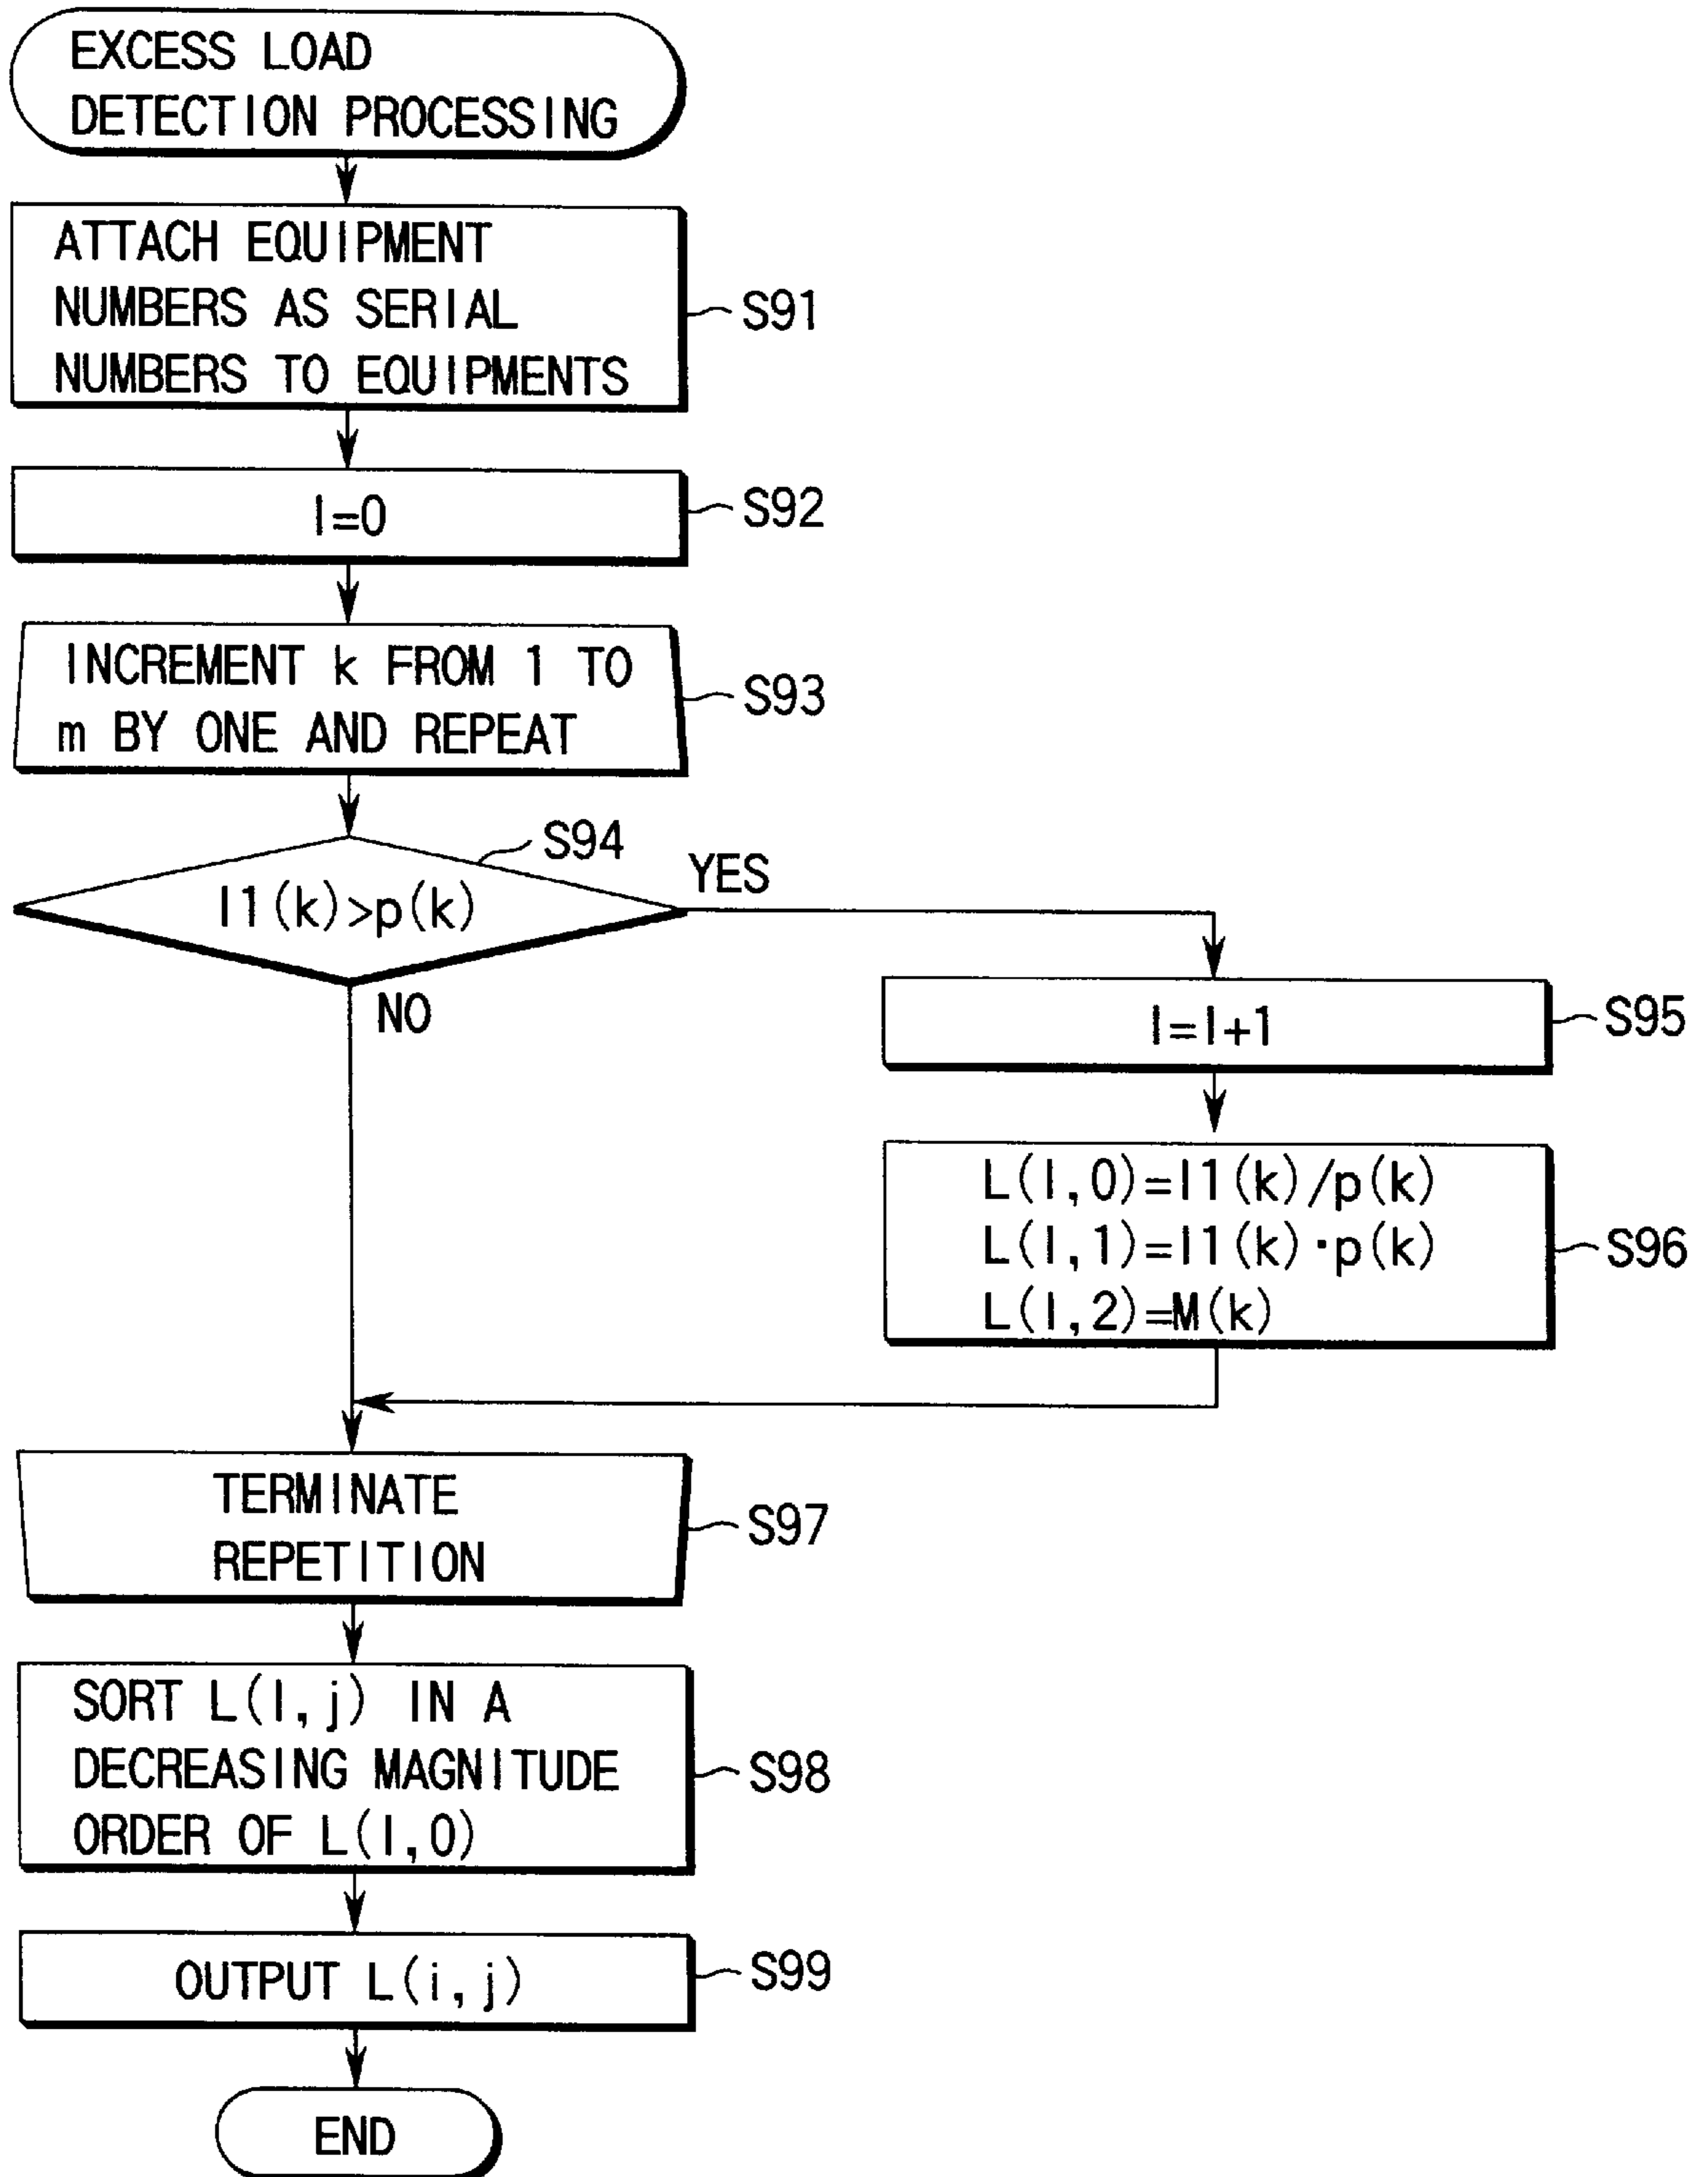 EXCESS LOAD
DETECTION PROCESSING
ATTACH EQUIPMENT
NUMBERS AS SERIAL
NUMBERS TO EQUIPMENTS
S91
I=0
S92
INCREMENT k FROM 1 TO
m BY ONE AND REPEAT
S93
S94
I1(k)>p(k)
YES
NO
I=I+1
S95
L(I,0)=I1(k)/p(k)
L(I,1)=I1(k)·p(k)
L(I,2)=M(k)
S96
TERMINATE
REPETITION
S97
SORT L(I,j) IN A
DECREASING MAGNITUDE
ORDER OF L(I,0)
S98
OUTPUT L(i,j)
S99
END